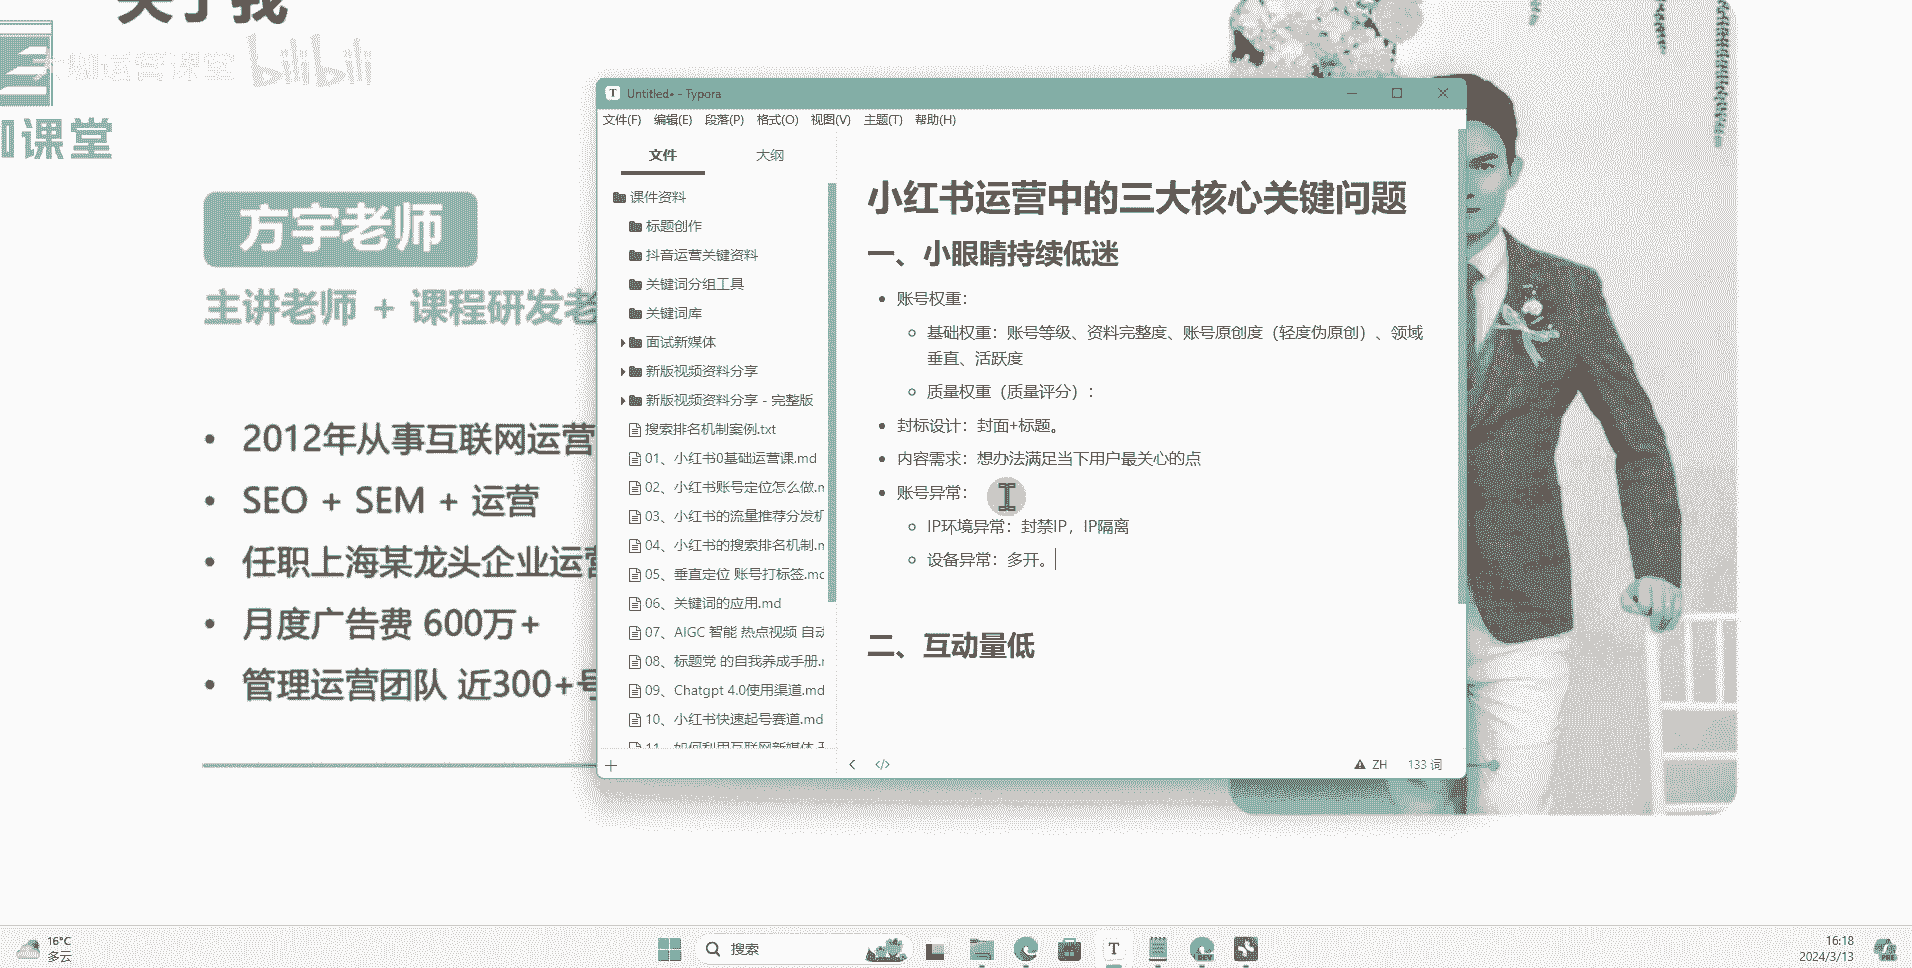 关于我
大咖运营课堂 bilibili
咖课堂
方宇老师
主讲老师 + 课程研发老
2012年从事互联网运营
SEO + SEM + 运营
任职上海某龙头企业运营
月度广告费 600万+
管理运营团队 近300+号
Untitled• - Typora
文件(F) 编辑(E) 段落(P) 格式(O) 视图(V) 主题(T) 帮助(H)
文件 大纲
课件资料
标题创作
抖音运营关键资料
关键词分组工具
关键词库
面试新媒体
新版视频资料分享
新版视频资料分享 - 完整版
搜索排名机制案例.txt
01、小红书0基础运营课.md
02、小红书账号定位怎么做.m
03、小红书的流量推荐分发机
04、小红书的搜索排名机制.m
05、垂直定位 账号打标签.mc
06、关键词的应用.md
07、AIGC 智能 热点视频 自动
08、标题党 的自我养成手册.r
09、Chatgpt 4.0使用渠道.md
10、小红书快速起号赛道.md
11、如何利用互联网新媒体
小红书运营中的三大核心关键问题
一、小眼睛持续低迷
账号权重：
基础权重：账号等级、资料完整度、账号原创度（轻度伪原创）、领域
垂直、活跃度
质量权重（质量评分）：
封标设计：封面+标题。
内容需求：想办法满足当下用户最关心的点
账号异常：
IP环境异常：封禁IP，IP隔离
设备异常：多开。
二、互动量低
ZH 133 词
16°C
多云
搜索
16:18
2024/3/13